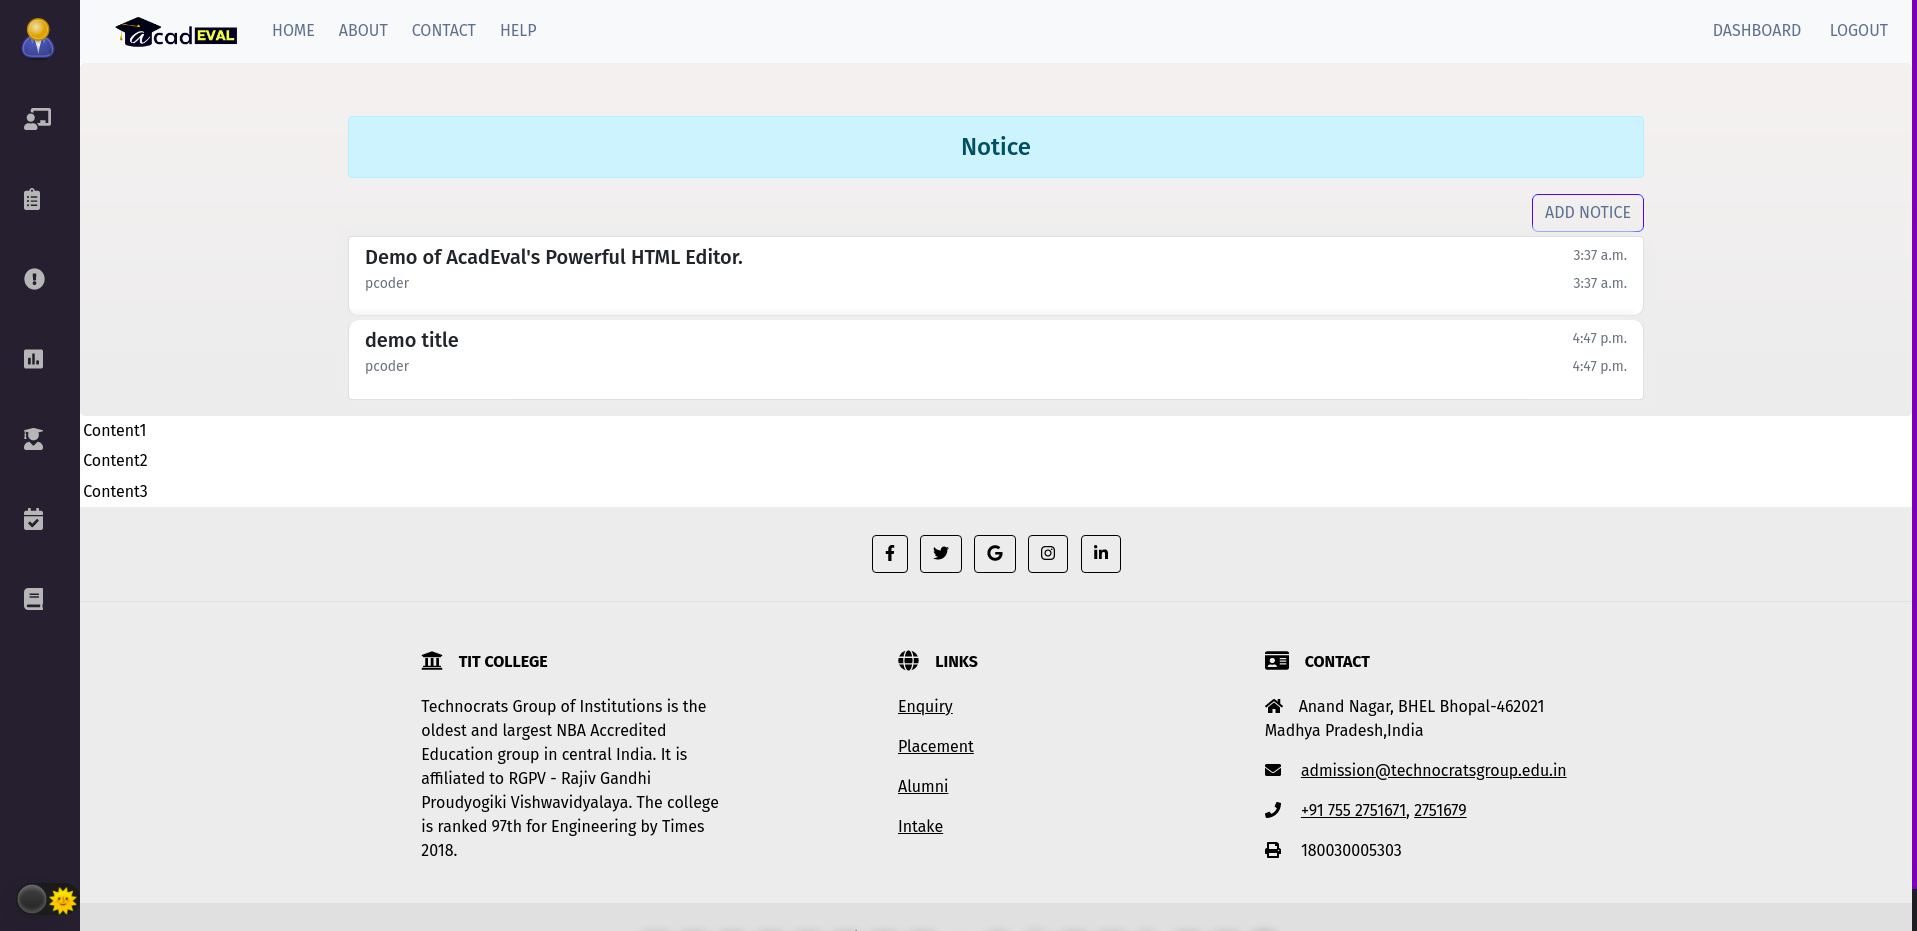 acad EVAL
HOME ABOUT CONTACT HELP
DASHBOARD LOGOUT
Notice
ADD NOTICE
Demo of AcadEval's Powerful HTML Editor. 3:37 a.m.
pcoder 3:37 a.m.
demo title 4:47 p.m.
pcoder 4:47 p.m.
Content1
Content2
Content3
TIT COLLEGE
Technocrats Group of Institutions is the
oldest and largest NBA Accredited
Education group in central India. It is
affiliated to RGPV - Rajiv Gandhi
Proudyogiki Vishwavidyalaya. The college
is ranked 97th for Engineering by Times
2018.
LINKS
Enquiry
Placement
Alumni
Intake
CONTACT
Anand Nagar, BHEL Bhopal-462021
Madhya Pradesh,India
admission@technocratsgroup.edu.in
+91 755 2751671, 2751679
180030005303